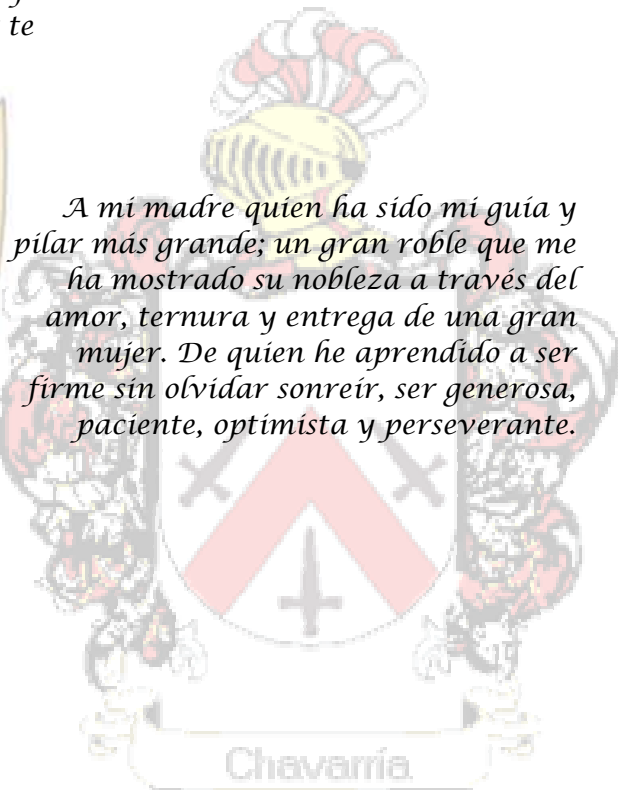 te
A mi madre quien ha sido mi guía y
pilar más grande; un gran roble que me
ha mostrado su nobleza a través del
amor, ternura y entrega de una gran
mujer. De quien he aprendido a ser
firme sin olvidar sonreír, ser generosa,
paciente, optimista y perseverante.
Chavarría